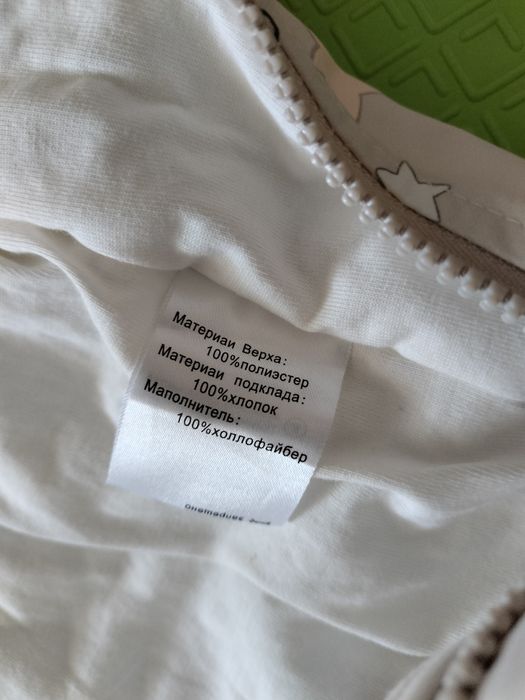 Материаи Верха:
100%полиэстер
Материаи подклада:
100%хлопок
Маполнитель:
100%холлофайбер